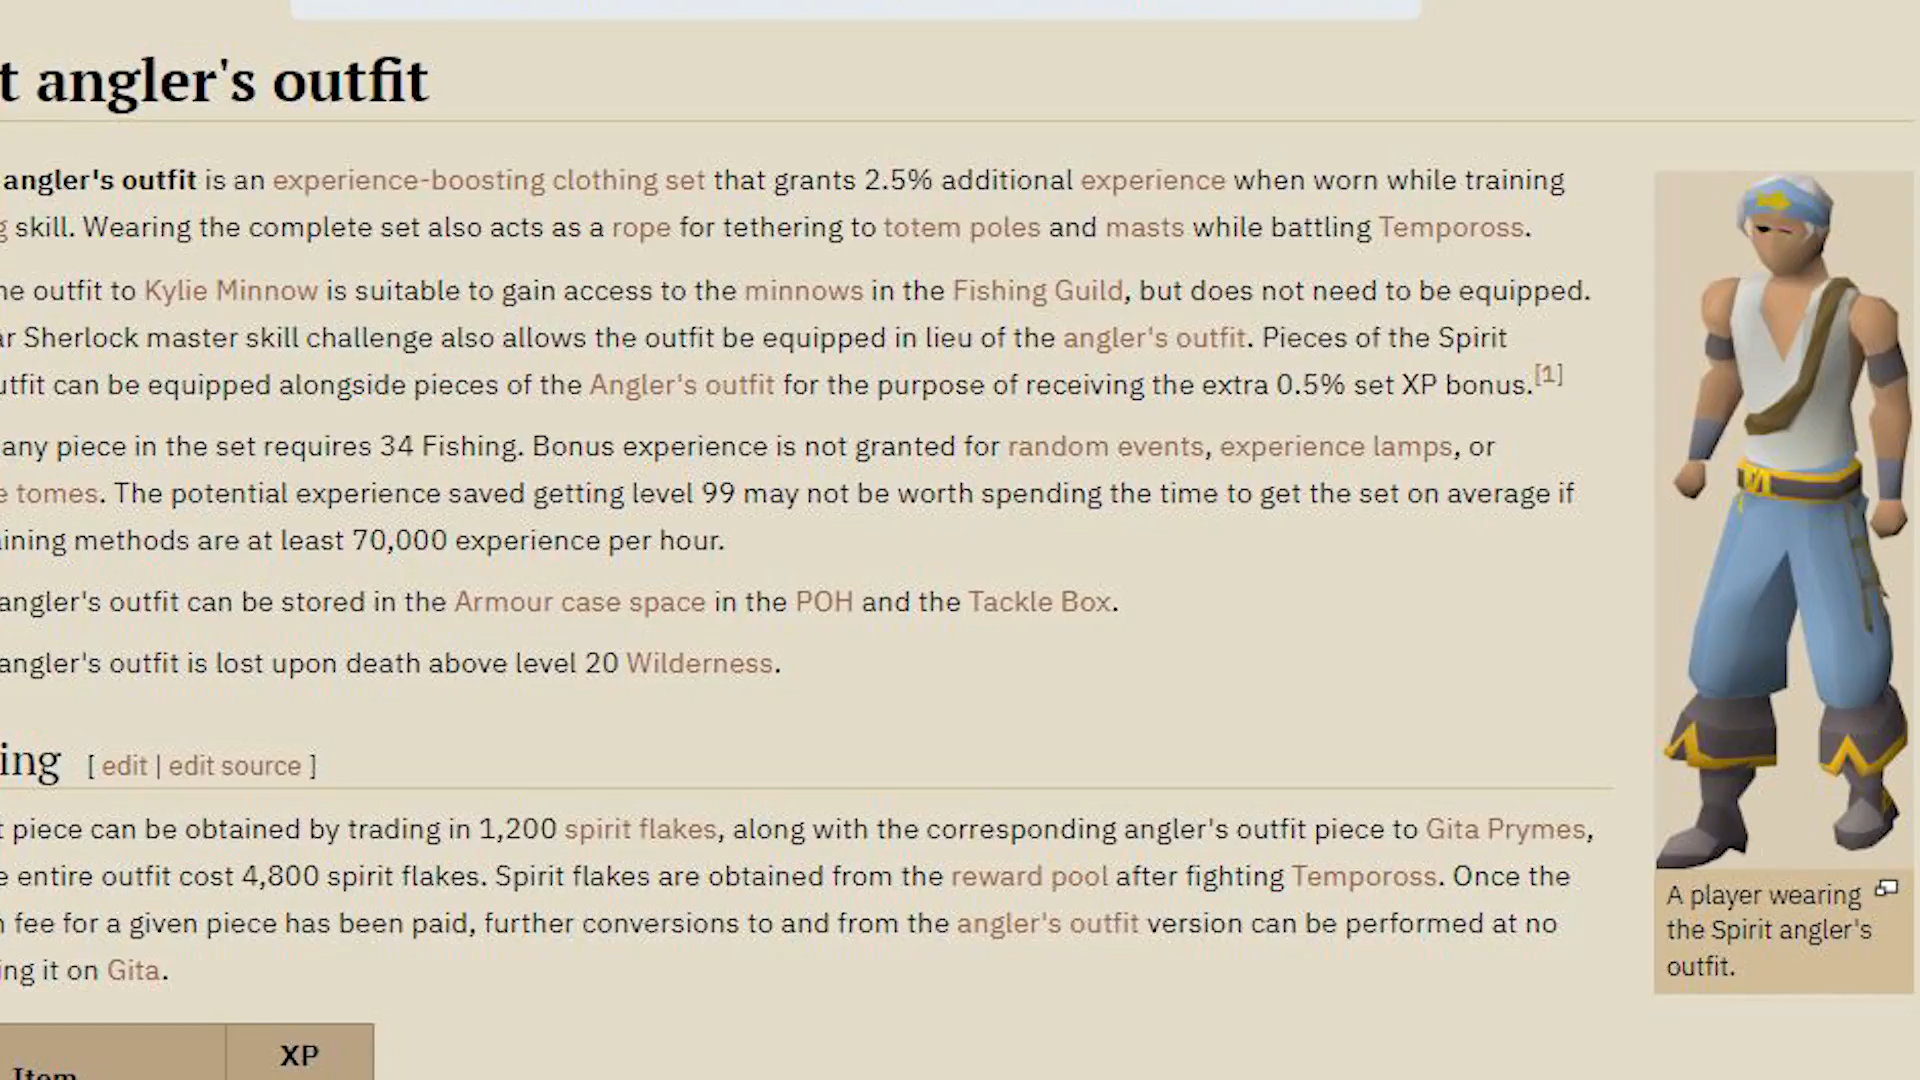 t angler's outfit
angler's outfit is an experience-boosting clothing set that grants 2.5% additional experience when worn while training
g skill. Wearing the complete set also acts as a rope for tethering to totem poles and masts while battling Tempoross.
he outfit to Kylie Minnow is suitable to gain access to the minnows in the Fishing Guild, but does not need to be equipped.
ar Sherlock master skill challenge also allows the outfit be equipped in lieu of the angler's outfit. Pieces of the Spirit
utfit can be equipped alongside pieces of the Angler's outfit for the purpose of receiving the extra 0.5% set XP bonus.[1]
any piece in the set requires 34 Fishing. Bonus experience is not granted for random events, experience lamps, or
e tomes. The potential experience saved getting level 99 may not be worth spending the time to get the set on average if
ining methods are at least 70,000 experience per hour.
angler's outfit can be stored in the Armour case space in the POH and the Tackle Box.
angler's outfit is lost upon death above level 20 Wilderness.
ing [ edit | edit source ]
t piece can be obtained by trading in 1,200 spirit flakes, along with the corresponding angler's outfit piece to Gita Prymes,
e entire outfit cost 4,800 spirit flakes. Spirit flakes are obtained from the reward pool after fighting Tempoross. Once the
n fee for a given piece has been paid, further conversions to and from the angler's outfit version can be performed at no
ing it on Gita.
A player wearing
the Spirit angler's
outfit.
Item XP